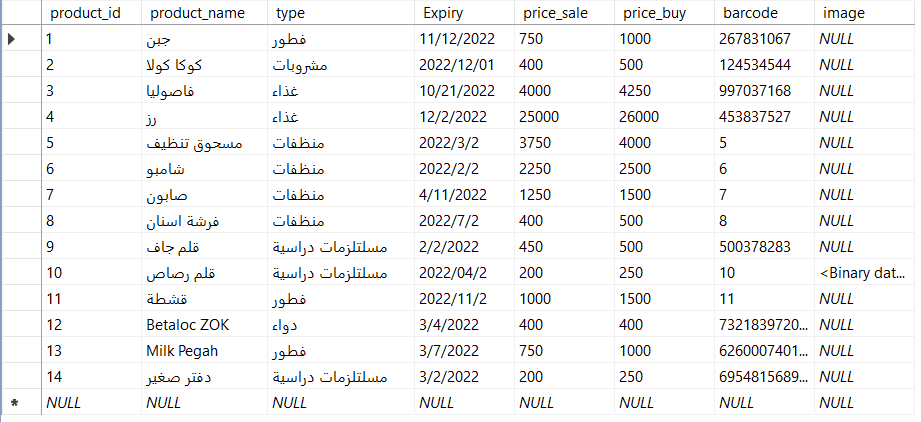 product_id product_name type Expiry price_sale price_buy barcode image
1 جبن فطور 11/12/2022 750 1000 267831067 NULL
2 كوكا كولا مشروبات 2022/12/01 400 500 124534544 NULL
3 فاصوليا غذاء 10/21/2022 4000 4250 997037168 NULL
4 رز غذاء 12/2/2022 25000 26000 453837527 NULL
5 مسحوق تنظيف منظفات 2022/3/2 3750 4000 5 NULL
6 شامبو منظفات 2022/2/2 2250 2500 6 NULL
7 صابون منظفات 4/11/2022 1250 1500 7 NULL
8 فرشة اسنان منظفات 2022/7/2 400 500 8 NULL
9 قلم جاف مسلتلزمات دراسية 2/2/2022 450 500 500378283 NULL
10 قلم رصاص مسلتلزمات دراسية 2022/04/2 200 250 10 <Binary dat...
11 قشطة فطور 2022/11/2 1000 1500 11 NULL
12 Betaloc ZOK دواء 3/4/2022 400 400 7321839720... NULL
13 Milk Pegah فطور 3/7/2022 750 1000 6260007401... NULL
14 دفتر صغير مسلتلزمات دراسية 3/2/2022 200 250 6954815689... NULL
NULL NULL NULL NULL NULL NULL NULL NULL